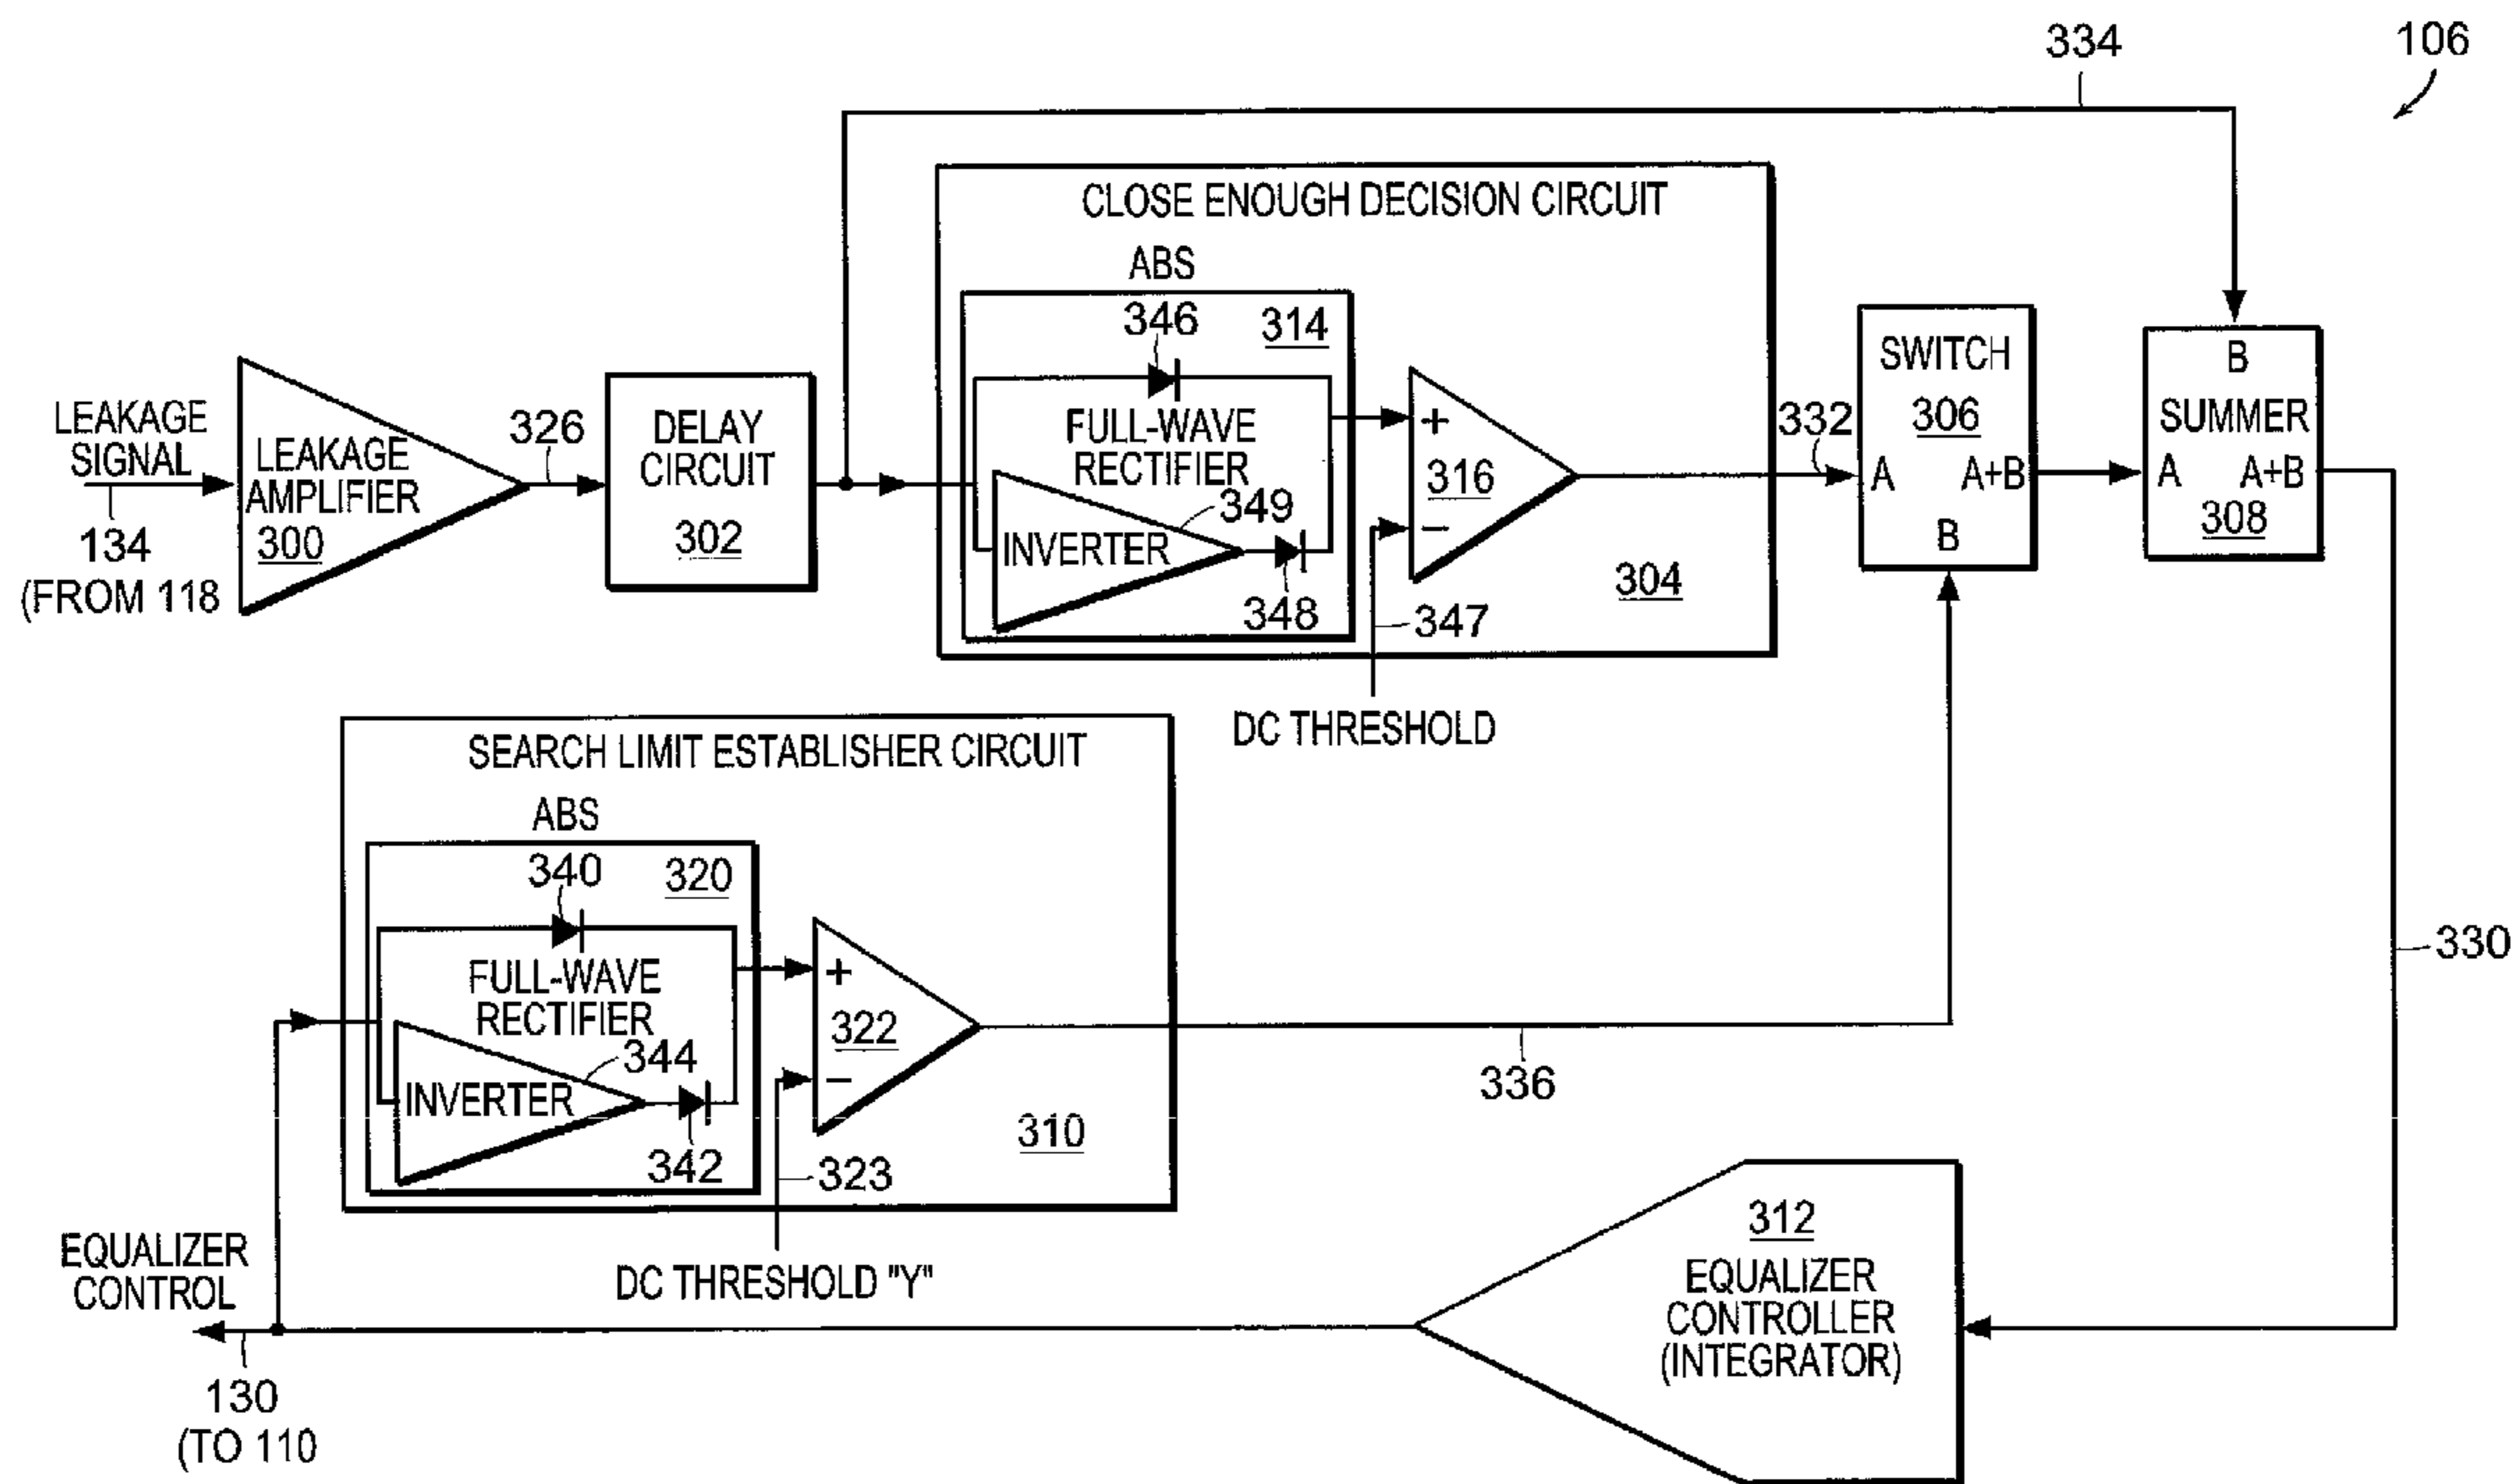 106
334
CLOSE ENOUGH DECISION CIRCUIT
ABS
346
314
FULL-WAVE
RECTIFIER
349
INVERTER
348
+
316
−
304
347
DC THRESHOLD
LEAKAGE
SIGNAL
134
(FROM 118
LEAKAGE
AMPLIFIER
300
326
DELAY
CIRCUIT
302
332
SWITCH
306
A
A+B
B
B
SUMMER
A
A+B
308
330
SEARCH LIMIT ESTABLISHER CIRCUIT
ABS
340
320
FULL-WAVE
RECTIFIER
344
INVERTER
342
+
322
−
310
323
DC THRESHOLD "Y"
336
EQUALIZER
CONTROL
130
(TO 110
312
EQUALIZER
CONTROLLER
(INTEGRATOR)